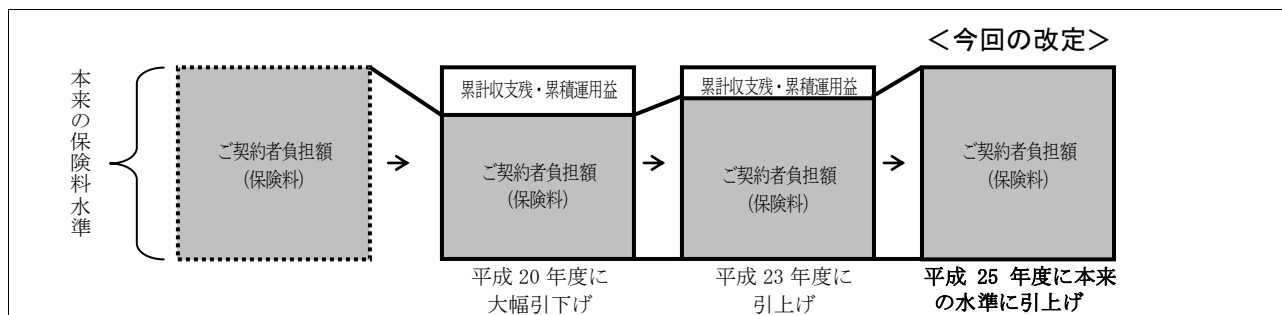 ＜今回の改定＞
本来の保険料水準
ご契約者負担額
(保険料)
累計収支残・累積運用益
ご契約者負担額
(保険料)
累計収支残・累積運用益
ご契約者負担額
(保険料)
ご契約者負担額
(保険料)
平成 20 年度に
大幅引下げ
平成 23 年度に
引上げ
平成 25 年度に本来
の水準に引上げ